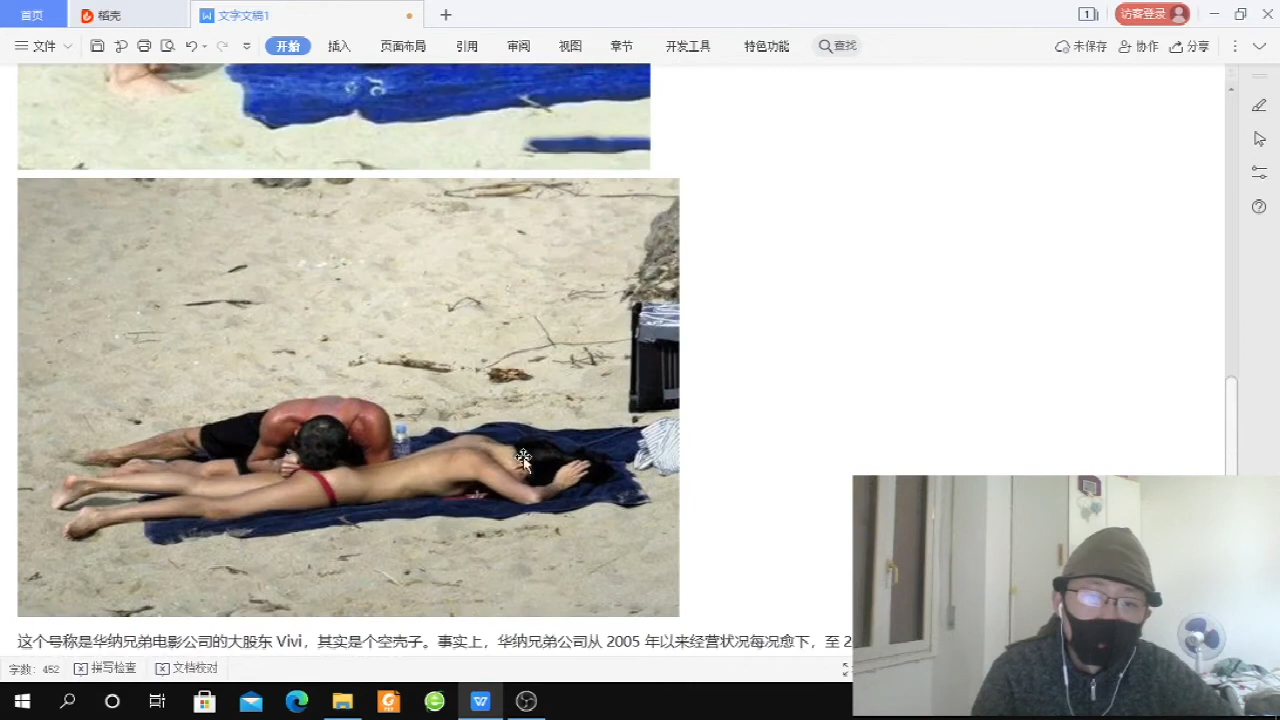 首页 稻壳 文字文稿1 1 访客登录
文件 开始 插入 页面布局 引用 审阅 视图 章节 开发工具 特色功能 查找 未保存 协作 分享
这个号称是华纳兄弟电影公司的大股东 Vivi，其实是个空壳子。事实上，华纳兄弟公司从 2005 年以来经营状况每况愈下，至 2
字数: 452 拼写检查 文档校对